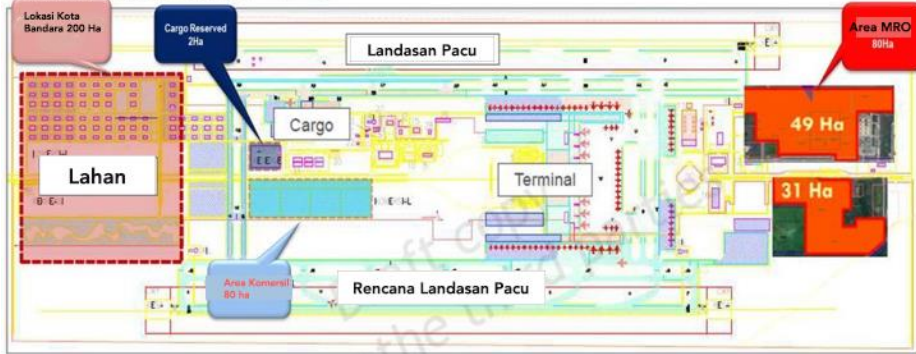 Lokasi Kota
Bandara 200 Ha
Cargo Reserved
2Ha
Landasan Pacu
Area MRO
80Ha
Cargo
49 Ha
Lahan
Terminal
31 Ha
Area Komersil
80 ha
Rencana Landasan Pacu